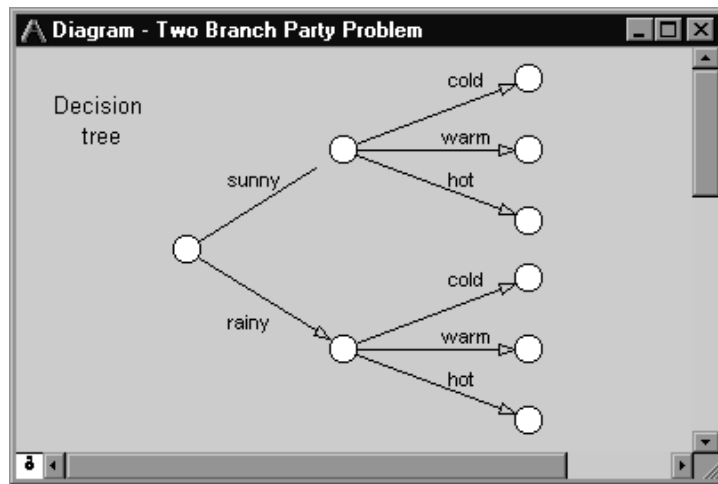 Diagram - Two Branch Party Problem
Decision
tree
cold
warm
sunny
hot
cold
rainy
warm
hot